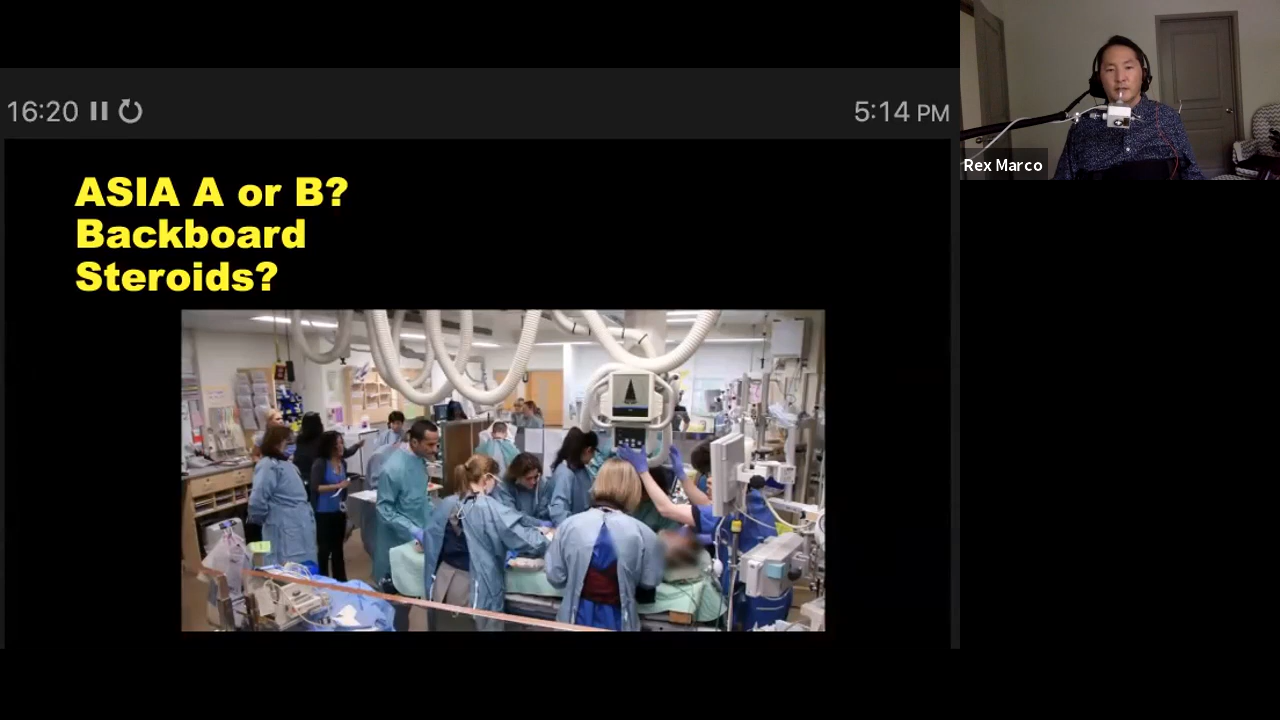 16:20
5:14 PM
ASIA A or B?
Backboard
Steroids?
Rex Marco